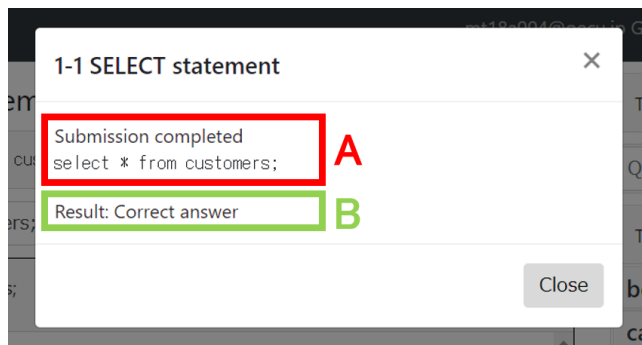 1-1 SELECT statement
×
Submission completed
select * from customers;
A
Result: Correct answer
B
Close